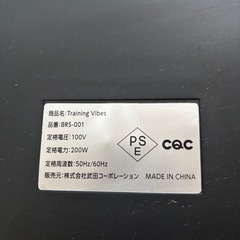 商品名:Training Vibes
品番:BRS-001
定格電圧:100V
定格電力:200W
定格周波数:50Hz/60Hz
販売元:株式会社武田コーポレーション
MADE IN CHINA
PS
E
CQC